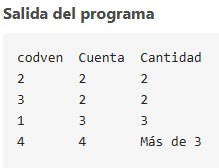 Salida del programa
codven Cuenta Cantidad
2 2 2
3 2 2
1 3 3
4 4 Más de 3